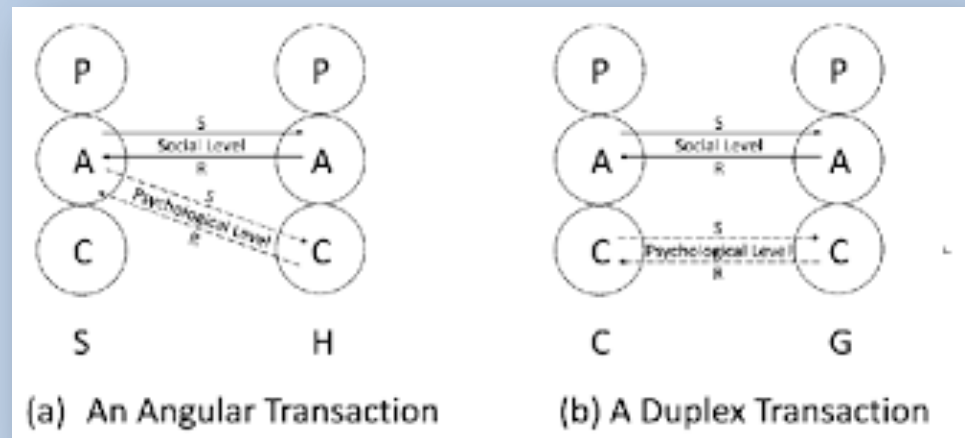 P P P P
S S
Social Level Social Level
A A A A
R R
S
Psychological Level
R
S
Psychological Level
R
C C C C
S H C G
(a) An Angular Transaction (b) A Duplex Transaction